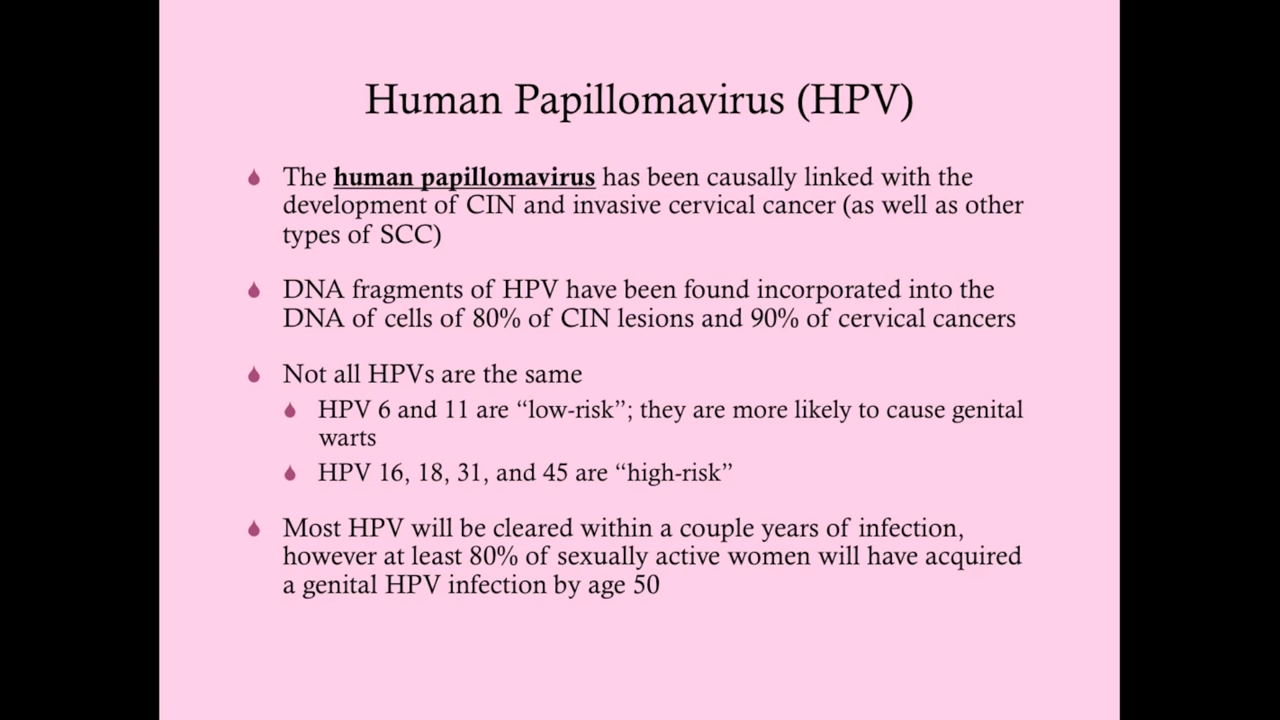 Human Papillomavirus (HPV)
The human papillomavirus has been causally linked with the
development of CIN and invasive cervical cancer (as well as other
types of SCC)
DNA fragments of HPV have been found incorporated into the
DNA of cells of 80% of CIN lesions and 90% of cervical cancers
Not all HPVs are the same
HPV 6 and 11 are “low-risk”; they are more likely to cause genital
warts
HPV 16, 18, 31, and 45 are “high-risk”
Most HPV will be cleared within a couple years of infection,
however at least 80% of sexually active women will have acquired
a genital HPV infection by age 50